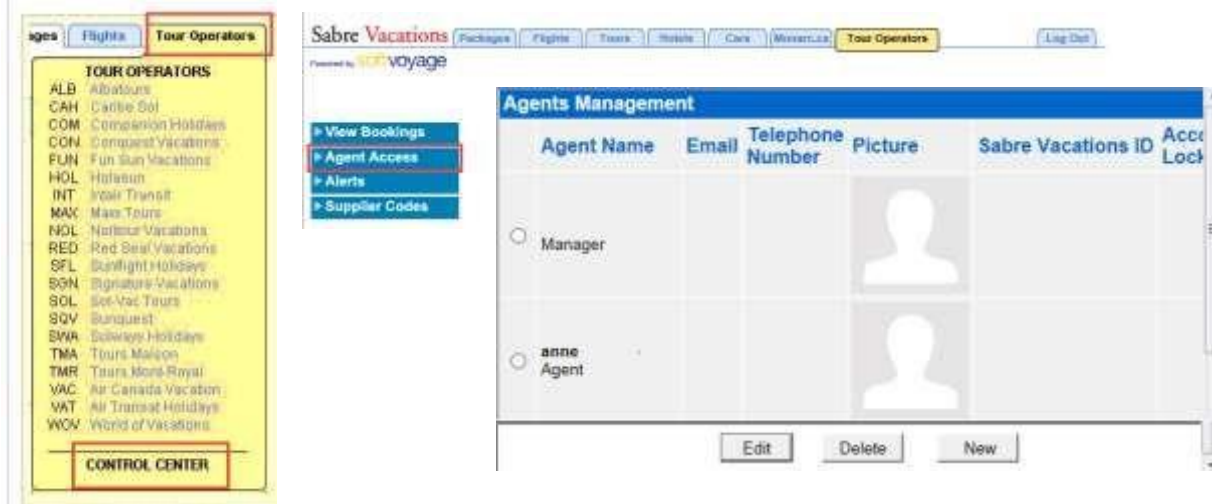 ages Flights Tour Operators
TOUR OPERATORS
ALB Albatours
CAH Caribe Sol
COM Companion Holidays
CON Conquest Vacations
FUN Fun Sun Vacations
HOL Holasun
INT Intair Transit
MAX Maxx Tours
NOL Nolitour Vacations
RED Red Seal Vacations
SFL Sunflight Holidays
SGN Signature Vacations
SOL Sol-Vac Tours
SQV Sunquest
SWA Sunways Holidays
TMA Tours Maison
TMR Tours Mont-Royal
VAC Air Canada Vacation
VAT Air Transat Holidays
WOV World of Vacations
CONTROL CENTER
Sabre Vacations Packages Flights Tours Hotels Cars Tour Operators Log Out
Powered by softvoyage
View Bookings
Agent Access
Alerts
Supplier Codes
Agents Management
Agent Name Email Telephone Number Picture Sabre Vacations ID Acco Lock
Manager
anne
Agent
Edit Delete New